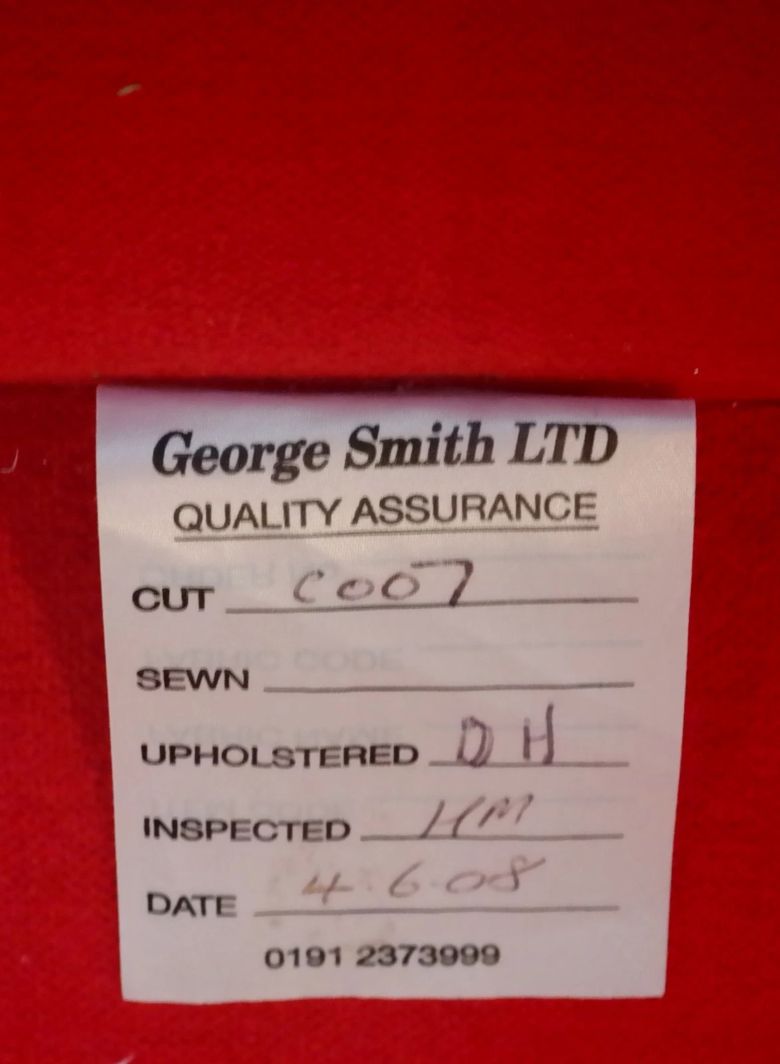 George Smith LTD
QUALITY ASSURANCE
CUT C007
SEWN
UPHOLSTERED DH
INSPECTED HM
DATE 4.6.08
0191 2373999